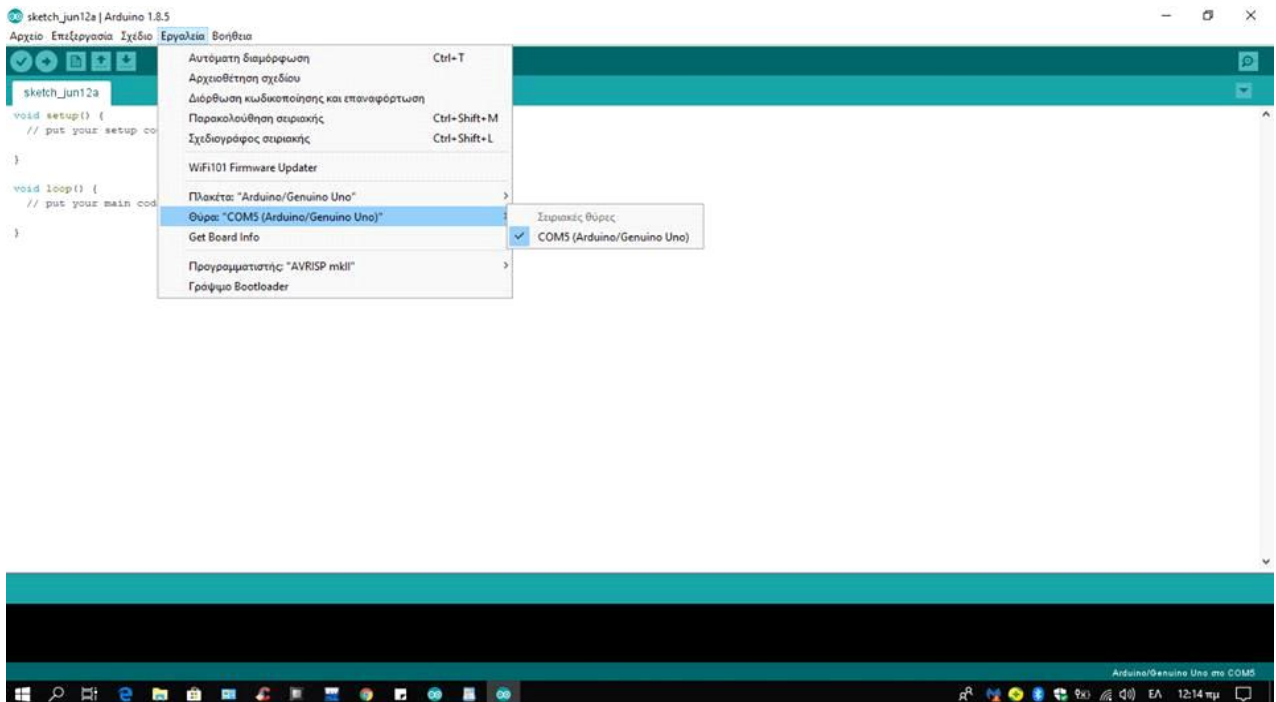 sketch_jun12a | Arduino 1.8.5
Αρχείο Επεξεργασία Σχέδιο Εργαλεία Βοήθεια
sketch_jun12a
void setup() {
// put your setup co
}
void loop() {
// put your main cod
}
Αυτόματη διαμόρφωση Ctrl+T
Αρχειοθέτηση σχεδίου
Διόρθωση κωδικοποίησης και επαναφόρτωση
Παρακολούθηση σειριακής Ctrl+Shift+M
Σχεδιογράφος σειριακής Ctrl+Shift+L
WiFi101 Firmware Updater
Πλακέτα: "Arduino/Genuino Uno"
Θύρα: "COM5 (Arduino/Genuino Uno)"
Get Board Info
Προγραμματιστής: "AVRISP mkII"
Γράψιμο Bootloader
Σειριακές θύρες
COM5 (Arduino/Genuino Uno)
Arduino/Genuino Uno στο COM5
ΕΛ 12:14 πμ